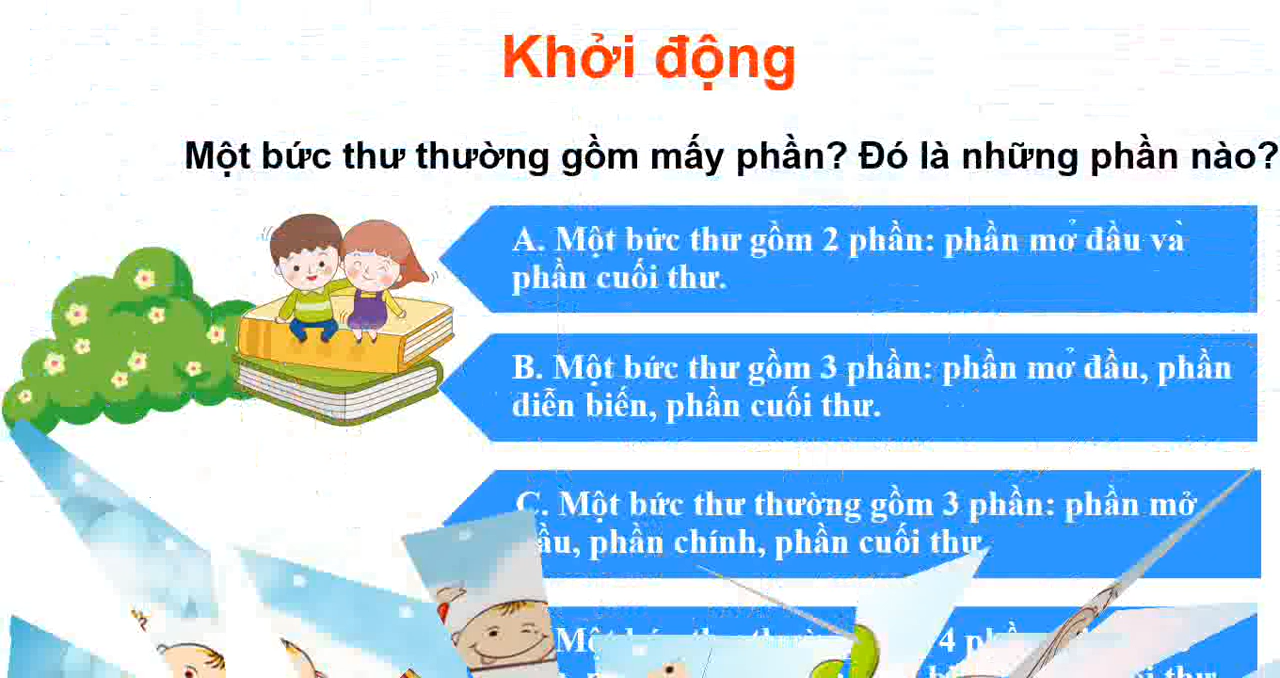 Khởi động
Một bức thư thường gồm mấy phần? Đó là những phần nào?
A. Một bức thư gồm 2 phần: phần mở đầu và
phần cuối thư.
B. Một bức thư gồm 3 phần: phần mở đầu, phần
diễn biến, phần cuối thư.
C. Một bức thư thường gồm 3 phần: phần mở
phần chính, phần cuối thư
4